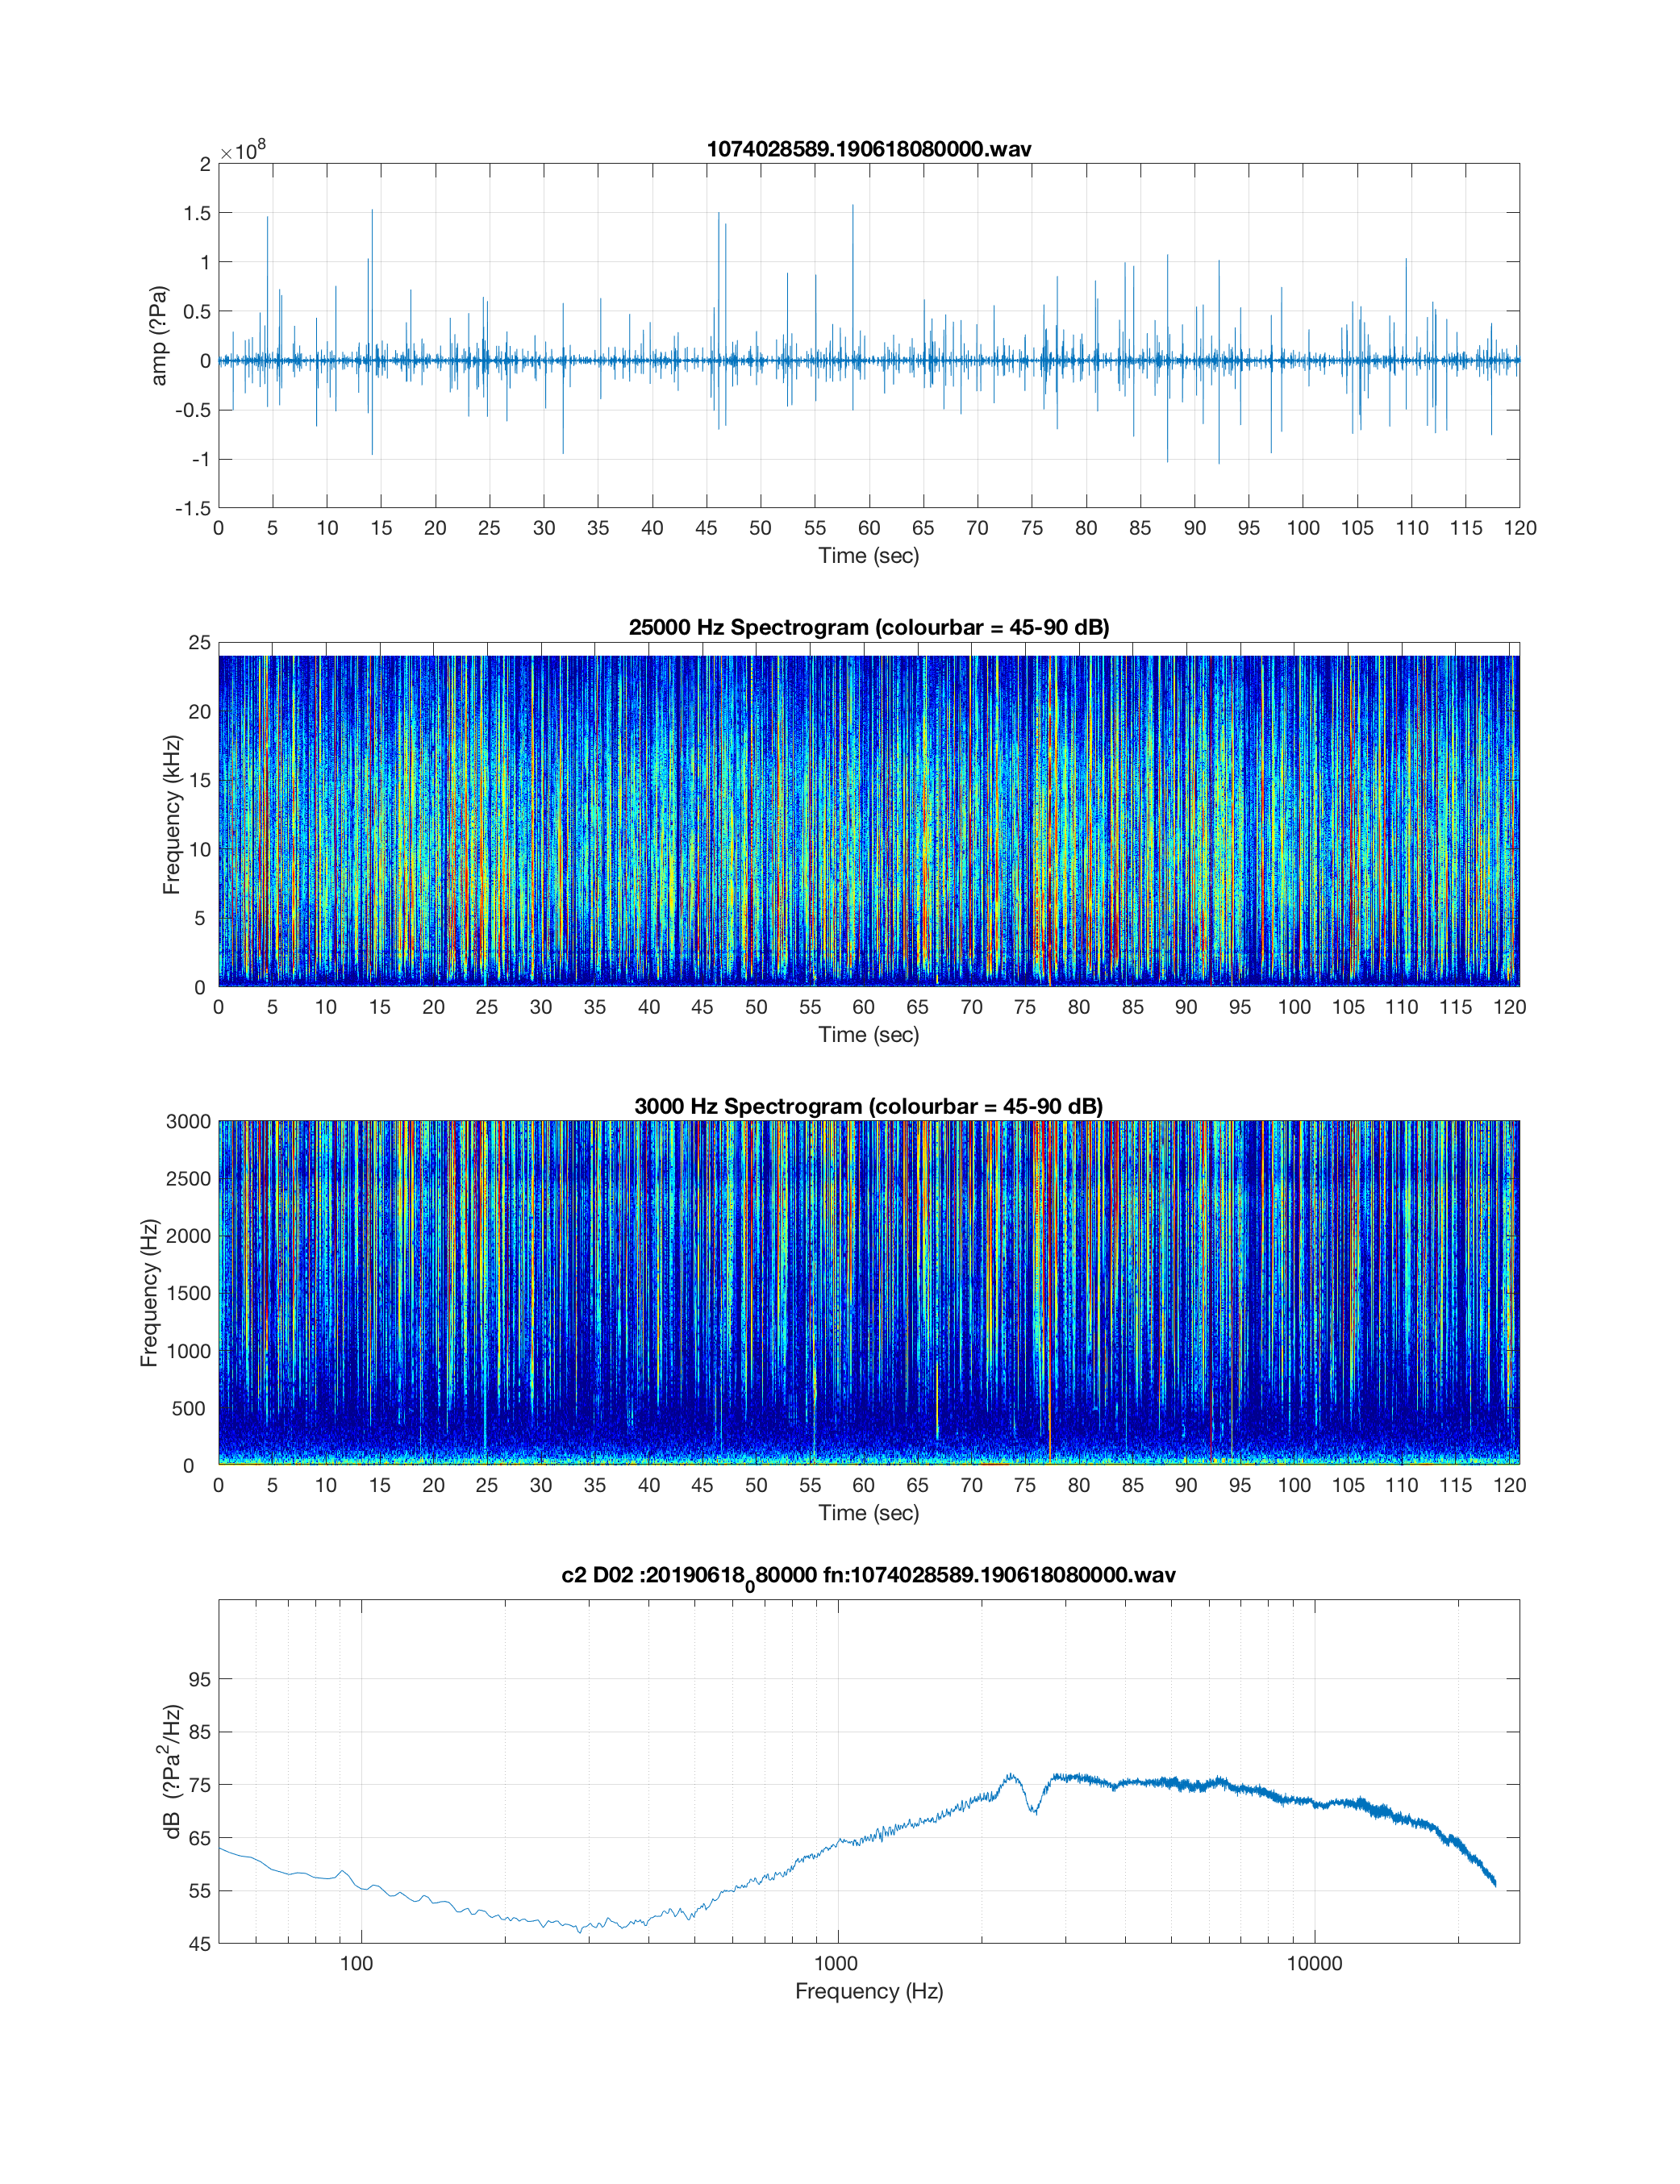 1074028589.190618080000.wav
×10^8
2
1.5
1
0.5
0
-0.5
-1
-1.5
amp (?Pa)
0 5 10 15 20 25 30 35 40 45 50 55 60 65 70 75 80 85 90 95 100 105 110 115 120
Time (sec)
25000 Hz Spectrogram (colourbar = 45-90 dB)
25
20
15
10
5
0
Frequency (kHz)
0 5 10 15 20 25 30 35 40 45 50 55 60 65 70 75 80 85 90 95 100 105 110 115 120
Time (sec)
3000 Hz Spectrogram (colourbar = 45-90 dB)
3000
2500
2000
1500
1000
500
0
Frequency (Hz)
0 5 10 15 20 25 30 35 40 45 50 55 60 65 70 75 80 85 90 95 100 105 110 115 120
Time (sec)
c2 D02 :20190618_080000 fn:1074028589.190618080000.wav
95
85
75
65
55
45
dB (?Pa^2/Hz)
100 1000 10000
Frequency (Hz)